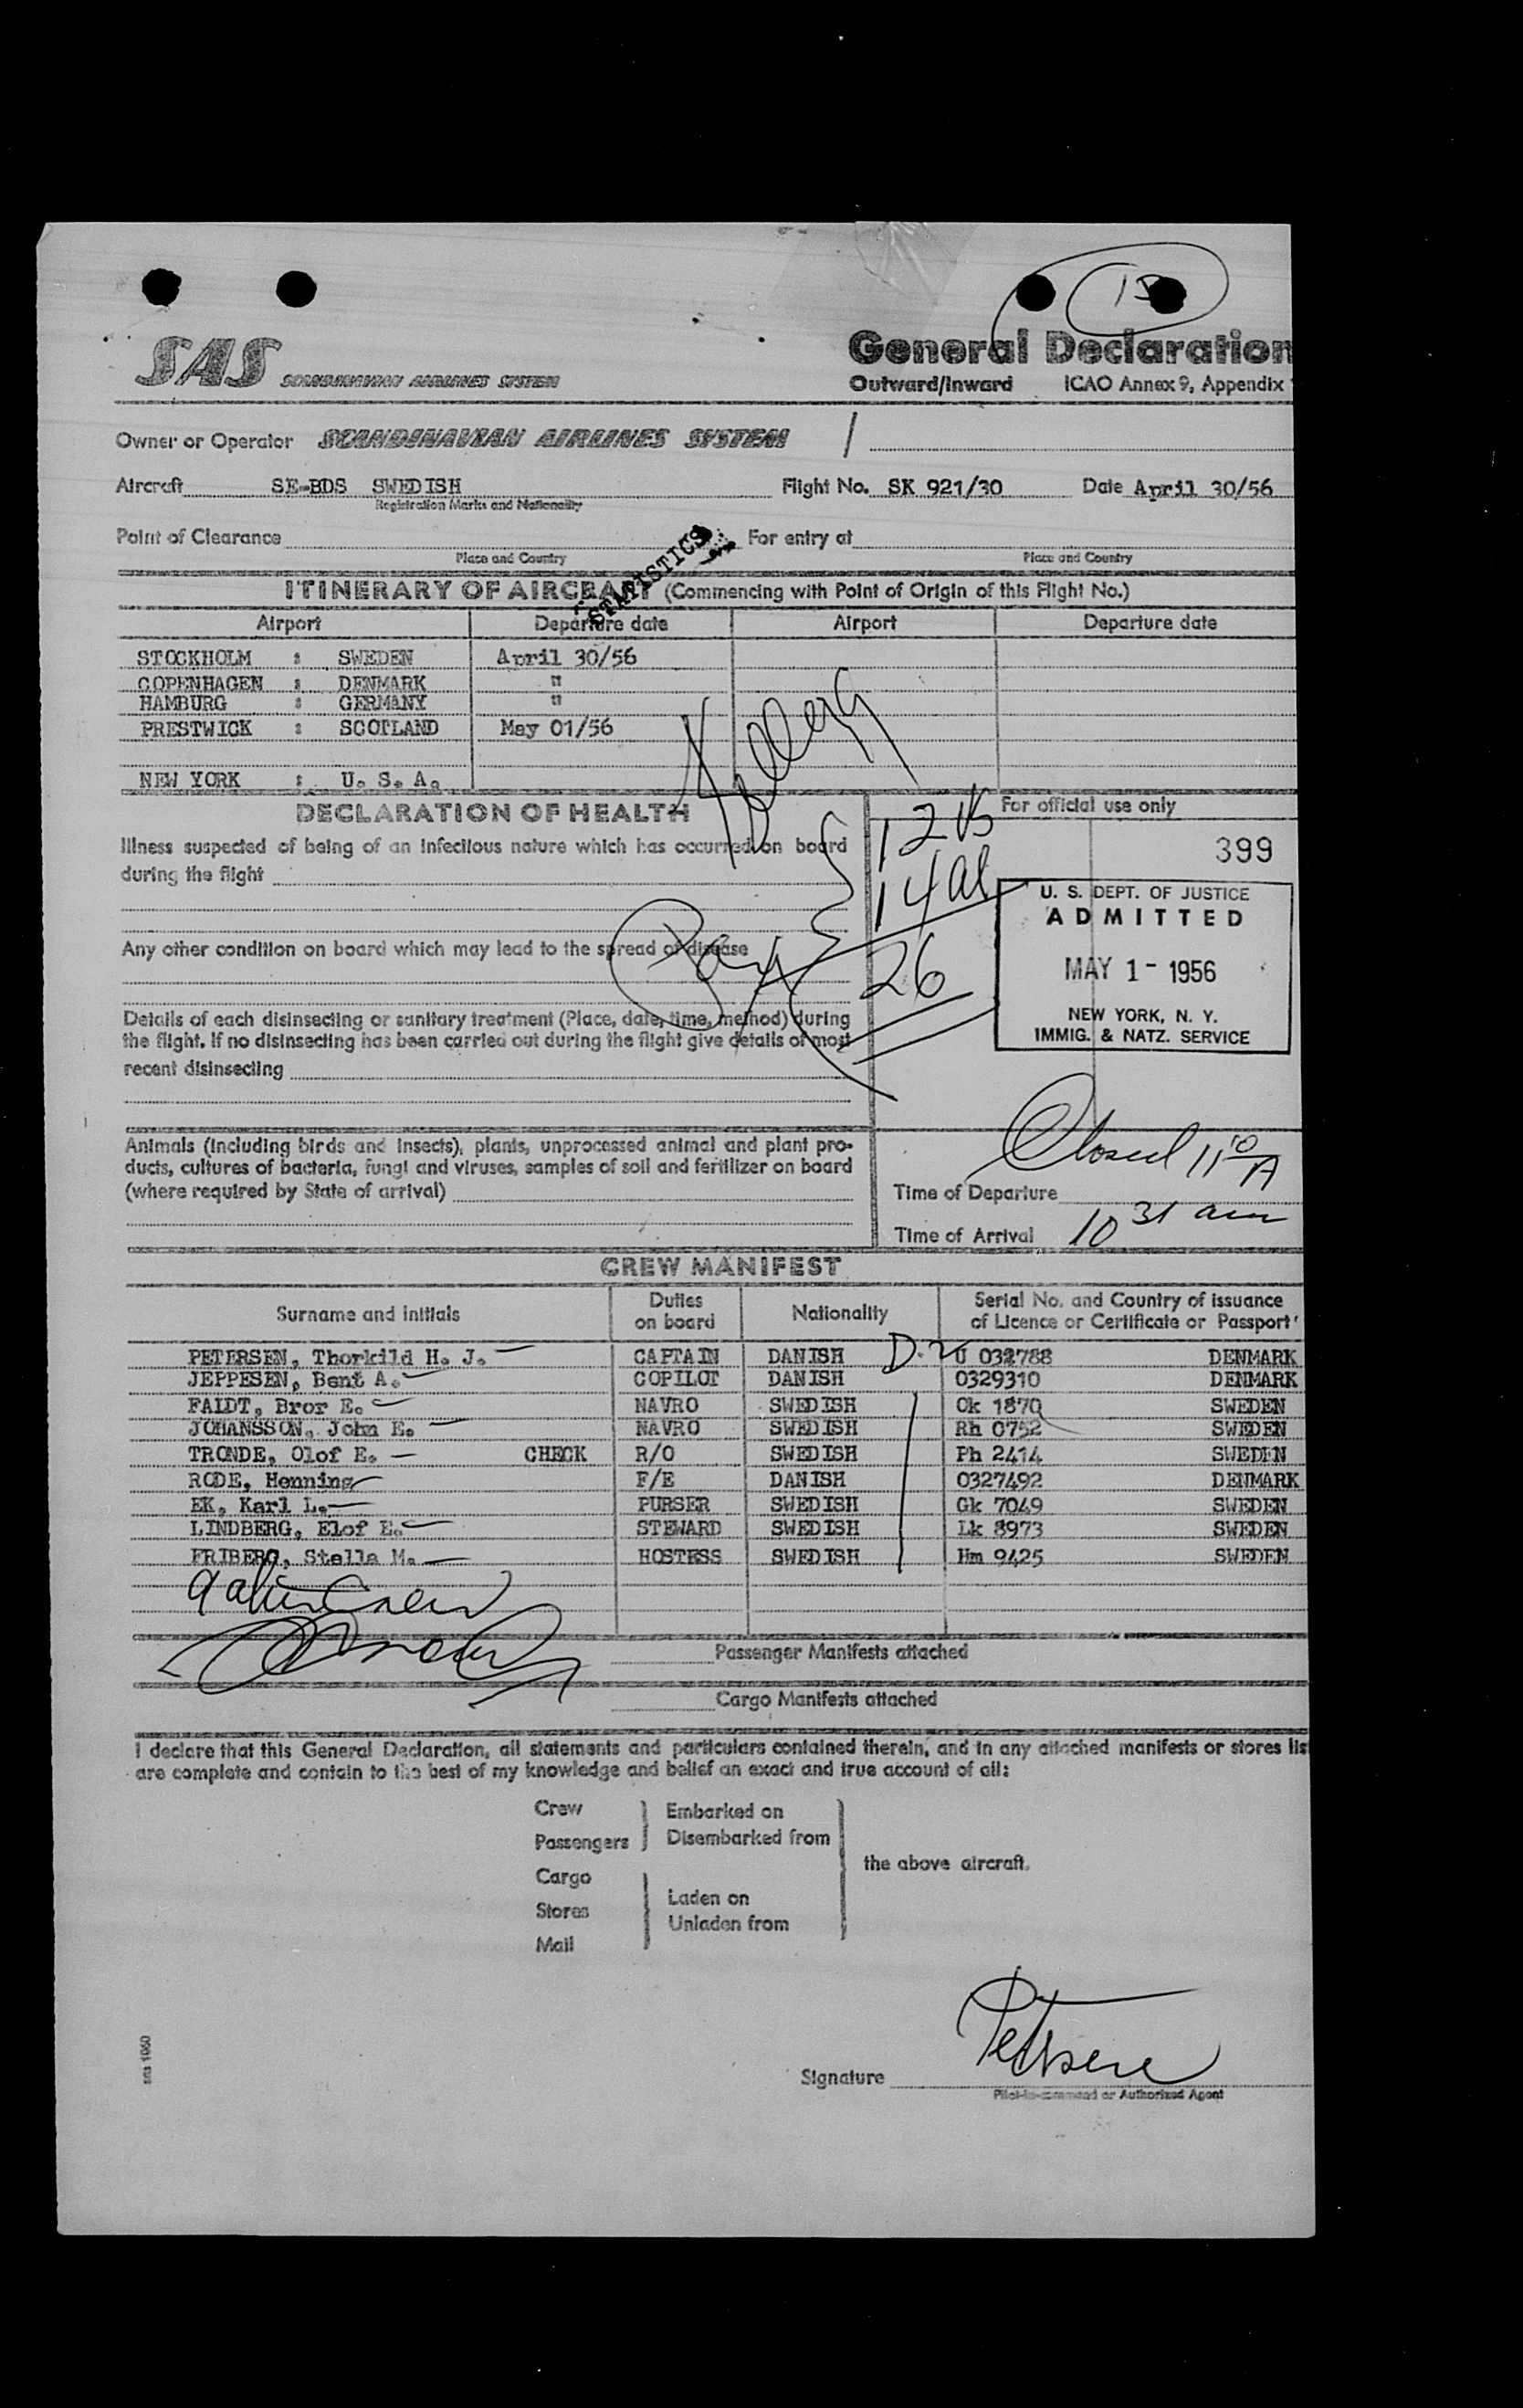 15
SAS SCANDINAVIAN AIRLINES SYSTEM
General Declaration
Outward/Inward ICAO Annex 9, Appendix
Owner or Operator SCANDINAVIAN AIRLINES SYSTEM
Aircraft SE-BDS SWEDISH Flight No. SK 921/30 Date April 30/56
Registration Marks and Nationality
Point of Clearance For entry at
Place and Country Place and Country
STATISTICS
ITINERARY OF AIRCRAFT (Commencing with Point of Origin of this Flight No.)
Airport Departure date Airport Departure date
STOCKHOLM : SWEDEN April 30/56
COPENHAGEN : DENMARK "
HAMBURG : GERMANY "
PRESTWICK : SCOTLAND May 01/56
NEW YORK : U. S. A.
DECLARATION OF HEALTH
For official use only
Illness suspected of being of an infectious nature which has occurred on board
during the flight
12
14 al
26
399
U. S. DEPT. OF JUSTICE
ADMITTED
MAY 1 - 1956
NEW YORK, N. Y.
IMMIG. & NATZ. SERVICE
Any other condition on board which may lead to the spread of disease
Details of each disinsecting or sanitary treatment (Place, date, time, method) during
the flight. If no disinsecting has been carried out during the flight give details of most
recent disinsecting
Animals (including birds and insects), plants, unprocessed animal and plant pro-
ducts, cultures of bacteria, fungi and viruses, samples of soil and fertilizer on board
(where required by State of arrival)
Closed 11 10 A
Time of Departure
Time of Arrival 10 31 am
CREW MANIFEST
Surname and initials Duties on board Nationality Serial No. and Country of issuance of Licence or Certificate or Passport
PETERSEN, Thorkild H. J. CAPTAIN DANISH D-2 U 032788 DENMARK
JEPPESEN, Bent A. COPILOT DANISH 0329310 DENMARK
FALDT, Bror E. NAVRO SWEDISH Ok 1870 SWEDEN
JOHANSSON, John E. NAVRO SWEDISH Rh 0752 SWEDEN
TRONDE, Olof E. CHECK R/O SWEDISH Ph 2414 SWEDEN
RODE, Henning F/E DANISH 0327492 DENMARK
EK, Karl L. PURSER SWEDISH Gk 7049 SWEDEN
LINDBERG, Elof E. STEWARD SWEDISH Lk 8973 SWEDEN
FRIBERG, Stella M. HOSTESS SWEDISH Hm 9425 SWEDEN
9 alien Crew
Passenger Manifests attached
Cargo Manifests attached
I declare that this General Declaration, all statements and particulars contained therein, and in any attached manifests or stores lis
are complete and contain to the best of my knowledge and belief an exact and true account of all:
Crew Embarked on
Passengers Disembarked from
the above aircraft.
Cargo
Stores Laden on
Unladen from
Mail
Signature Petersen
Pilot-in-command or Authorized Agent